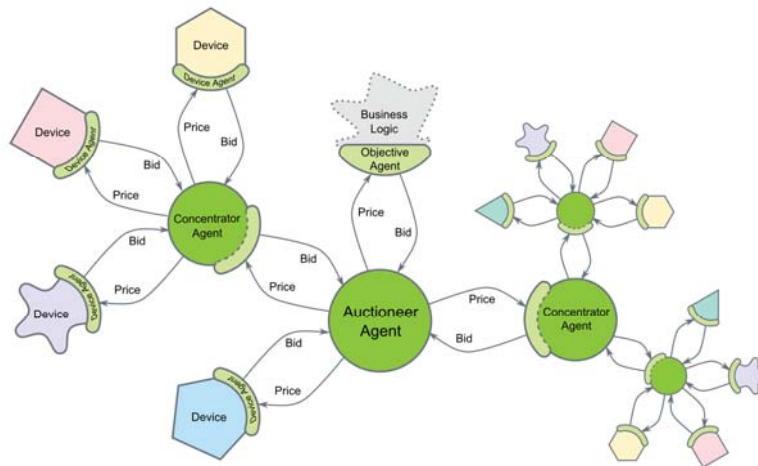 Device
Device Agent
Price
Bid
Device
Device Agent
Bid
Price
Business
Logic
Objective
Agent
Price
Bid
Concentrator
Agent
Bid
Price
Device
Device Agent
Bid
Price
Auctioneer
Agent
Price
Bid
Concentrator
Agent
Bid
Price
Device
Device Agent